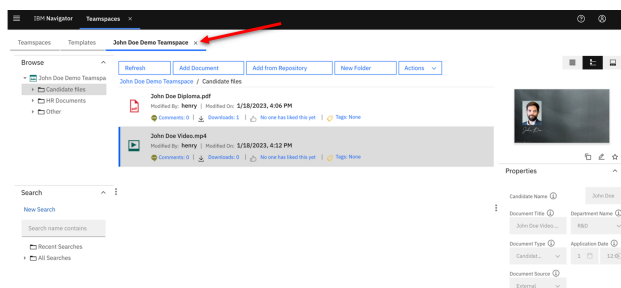 IBM Navigator Teamspaces ×
Teamspaces Templates John Doe Demo Teamspace ×
Browse
John Doe Demo Teamspa
Candidate files
HR Documents
Other
Refresh Add Document Add from Repository New Folder Actions
John Doe Demo Teamspace / Candidate files
John Doe Diploma.pdf
Modified By: henry | Modified On: 1/18/2023, 4:06 PM
Comments: 0 | Downloads: 1 | No one has liked this yet | Tags: None
John Doe Video.mp4
Modified By: henry | Modified On: 1/18/2023, 4:12 PM
Comments: 0 | Downloads: 0 | No one has liked this yet | Tags: None
Search
New Search
Search name contains
Recent Searches
All Searches
John Doe
Properties
Candidate Name John Doe
Document Title Department Name
John Doe Video... R&D
Document Type Application Date
Candidat... 1 12:0
Document Source
External